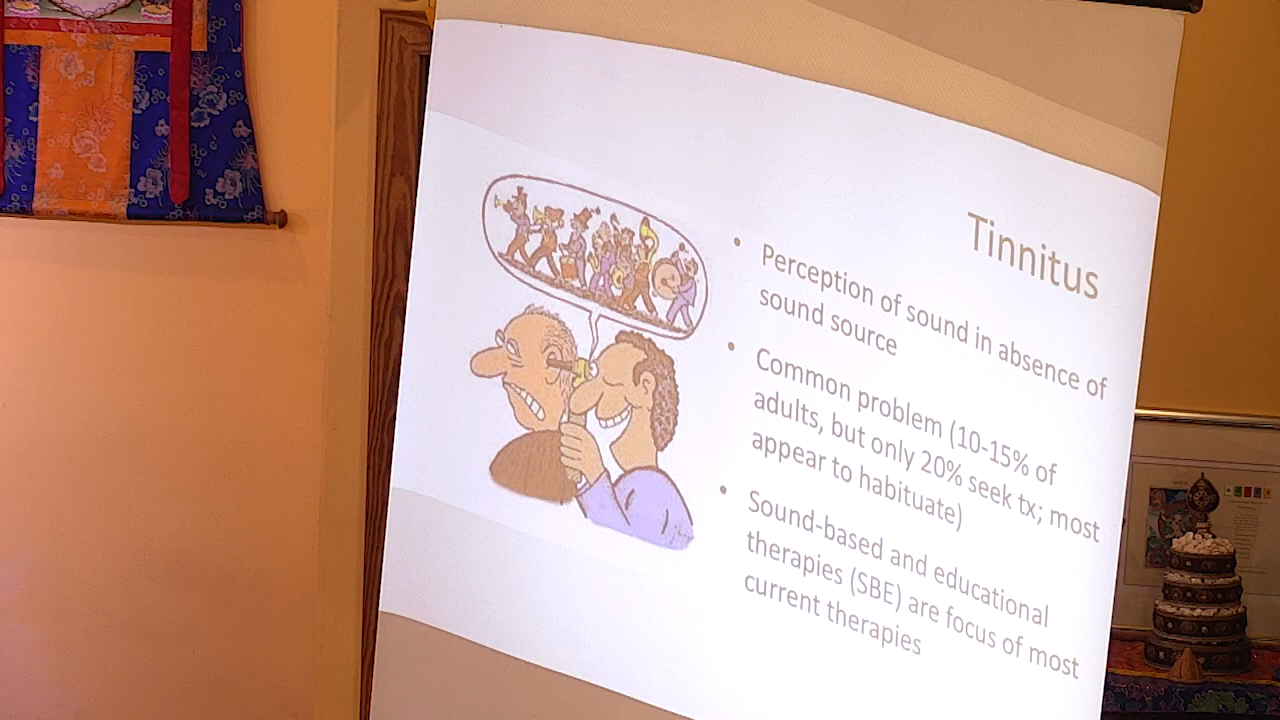 Tinnitus
• Perception of sound in absence of
sound source
• Common problem (10-15% of
adults, but only 20% seek tx; most
appear to habituate)
• Sound-based and educational
therapies (SBE) are focus of most
current therapies